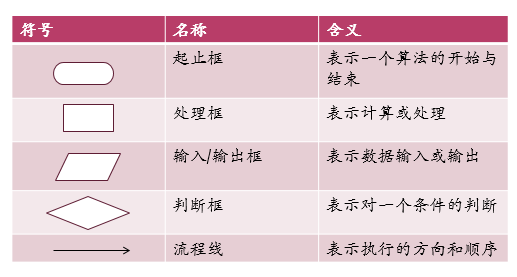 符号 名称 含义
起止框 表示一个算法的开始与
结束
处理框 表示计算或处理
输入/输出框 表示数据输入或输出
判断框 表示对一个条件的判断
流程线 表示执行的方向和顺序